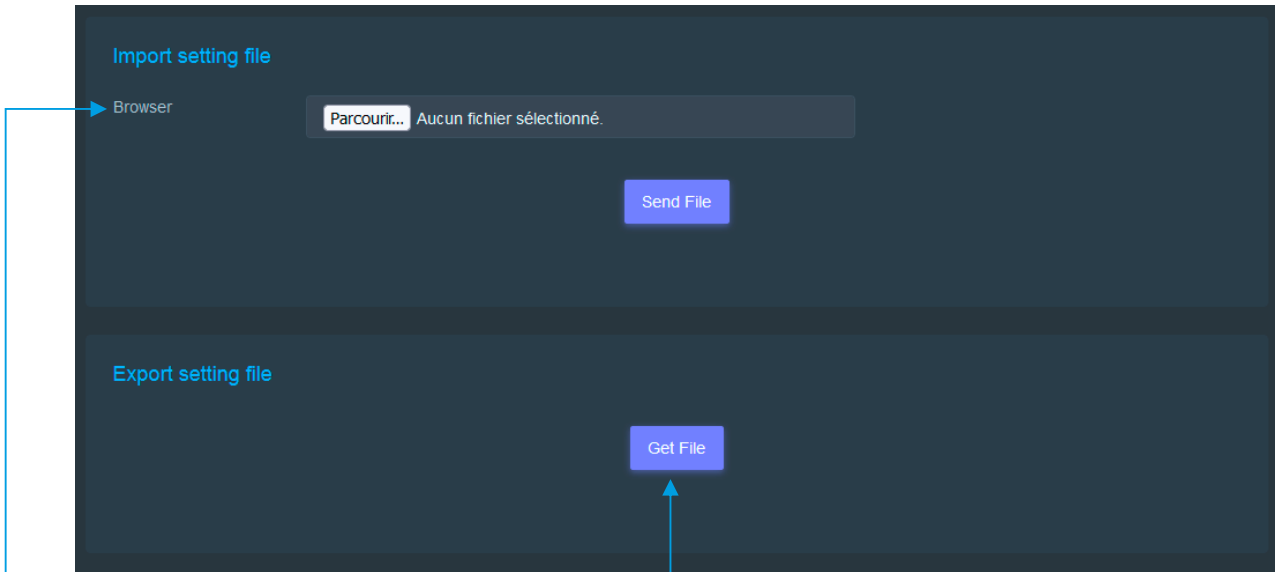 Import setting file
Browser
Parcourir... Aucun fichier sélectionné.
Send File
Export setting file
Get File